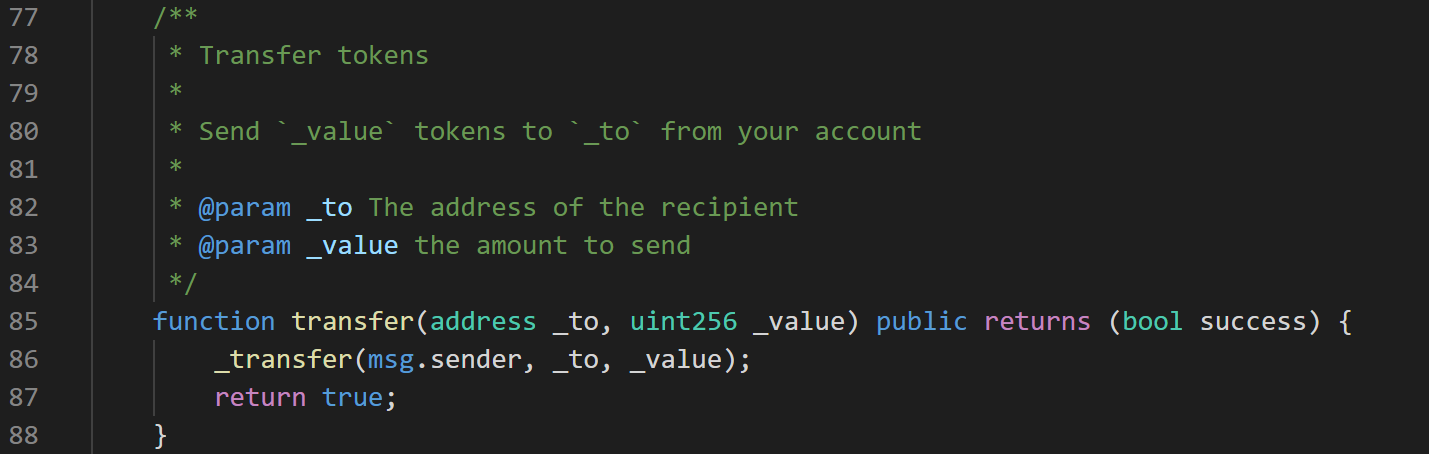 77 /**
78 * Transfer tokens
79 *
80 * Send `_value` tokens to `_to` from your account
81 *
82 * @param _to The address of the recipient
83 * @param _value the amount to send
84 */
85 function transfer(address _to, uint256 _value) public returns (bool success) {
86 _transfer(msg.sender, _to, _value);
87 return true;
88 }